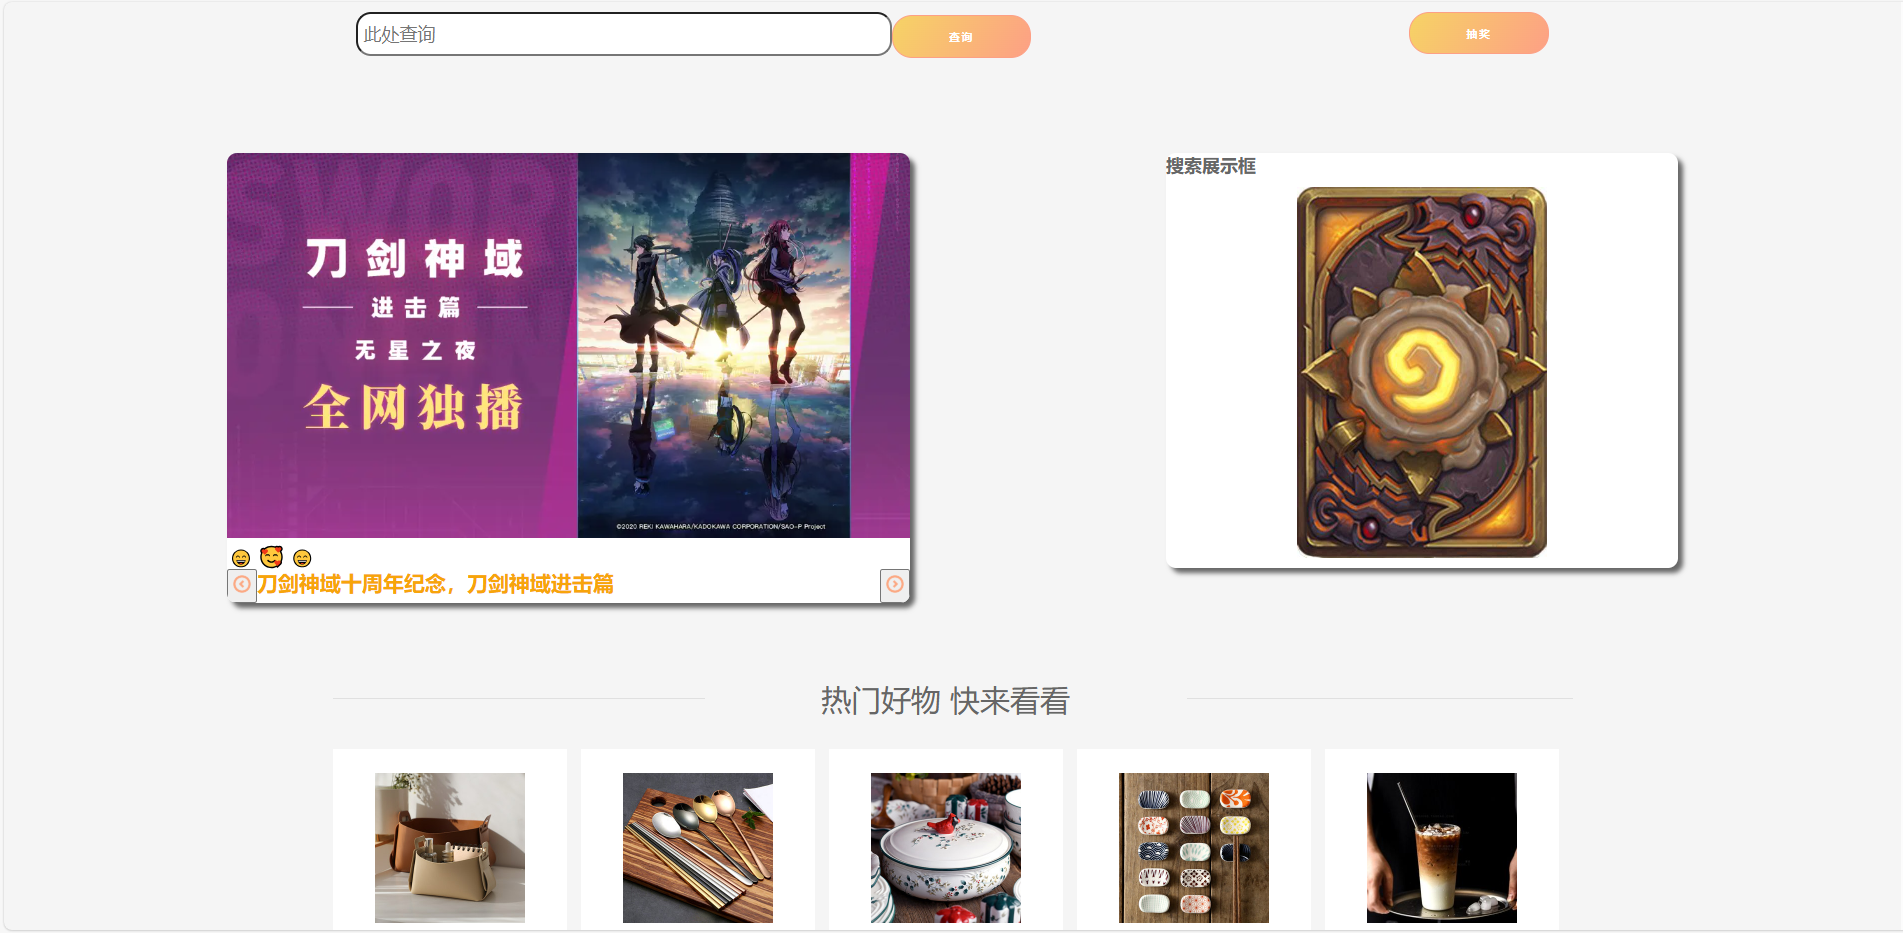 此处查询
查询
抽奖
SWOR
刀剑神域
进击篇
无星之夜
全网独播
©2020 REKI KAWAHARA/KADOKAWA CORPORATION/SAO-P Project
刀剑神域十周年纪念，刀剑神域进击篇
搜索展示框
热门好物 快来看看